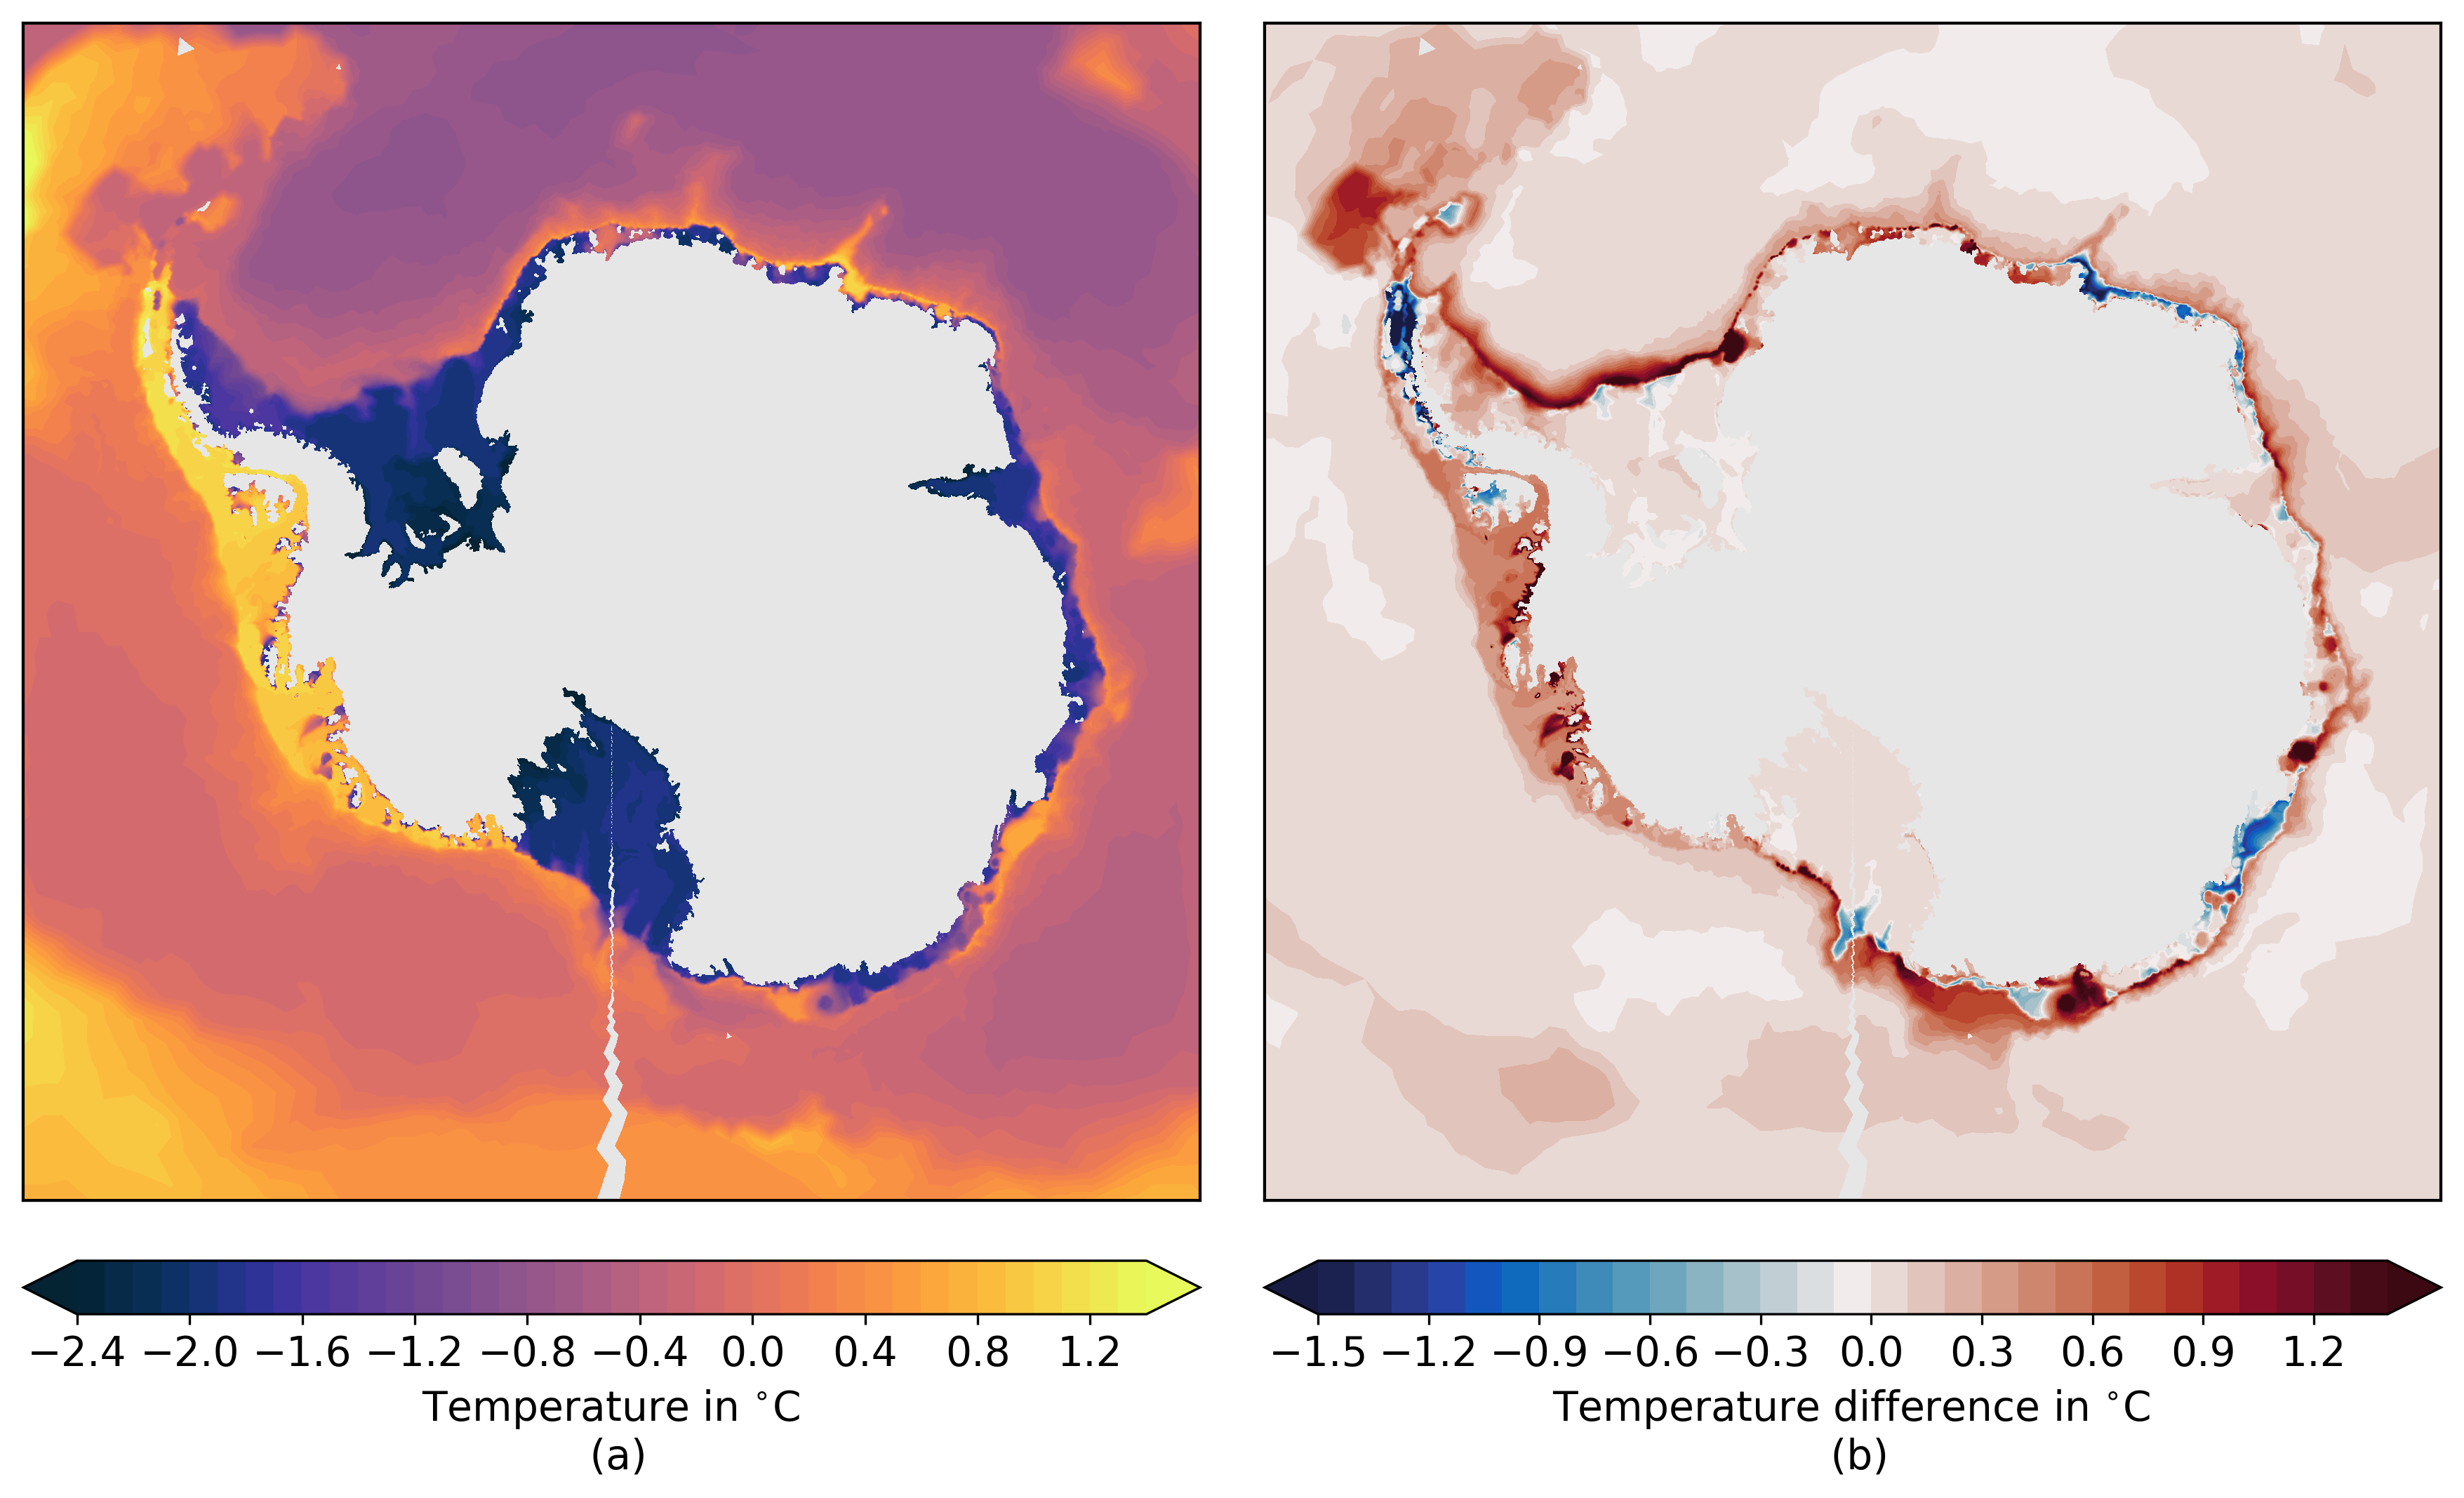 −2.4 −2.0 −1.6 −1.2 −0.8 −0.4 0.0 0.4 0.8 1.2
Temperature in °C
(a)
−1.5 −1.2 −0.9 −0.6 −0.3 0.0 0.3 0.6 0.9 1.2
Temperature difference in °C
(b)